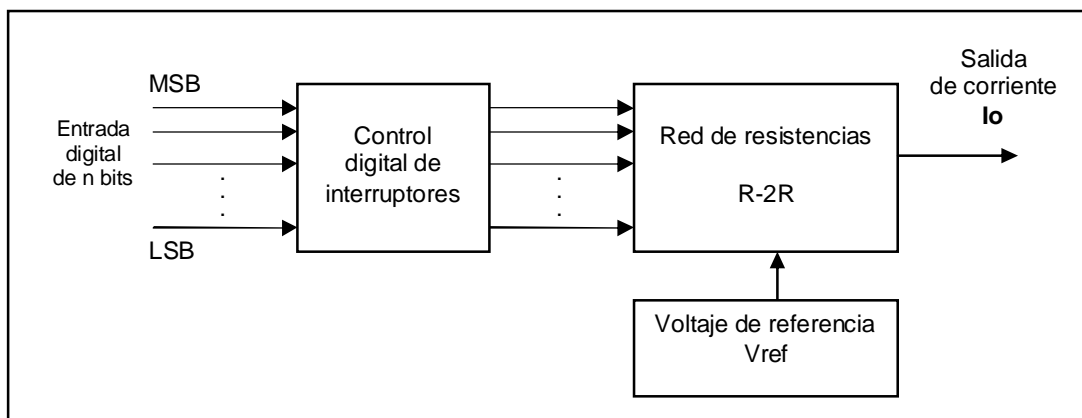 MSB
Entrada
digital
de n bits
LSB
Control
digital de
interruptores
Red de resistencias
R-2R
Salida
de corriente
Io
Voltaje de referencia
Vref